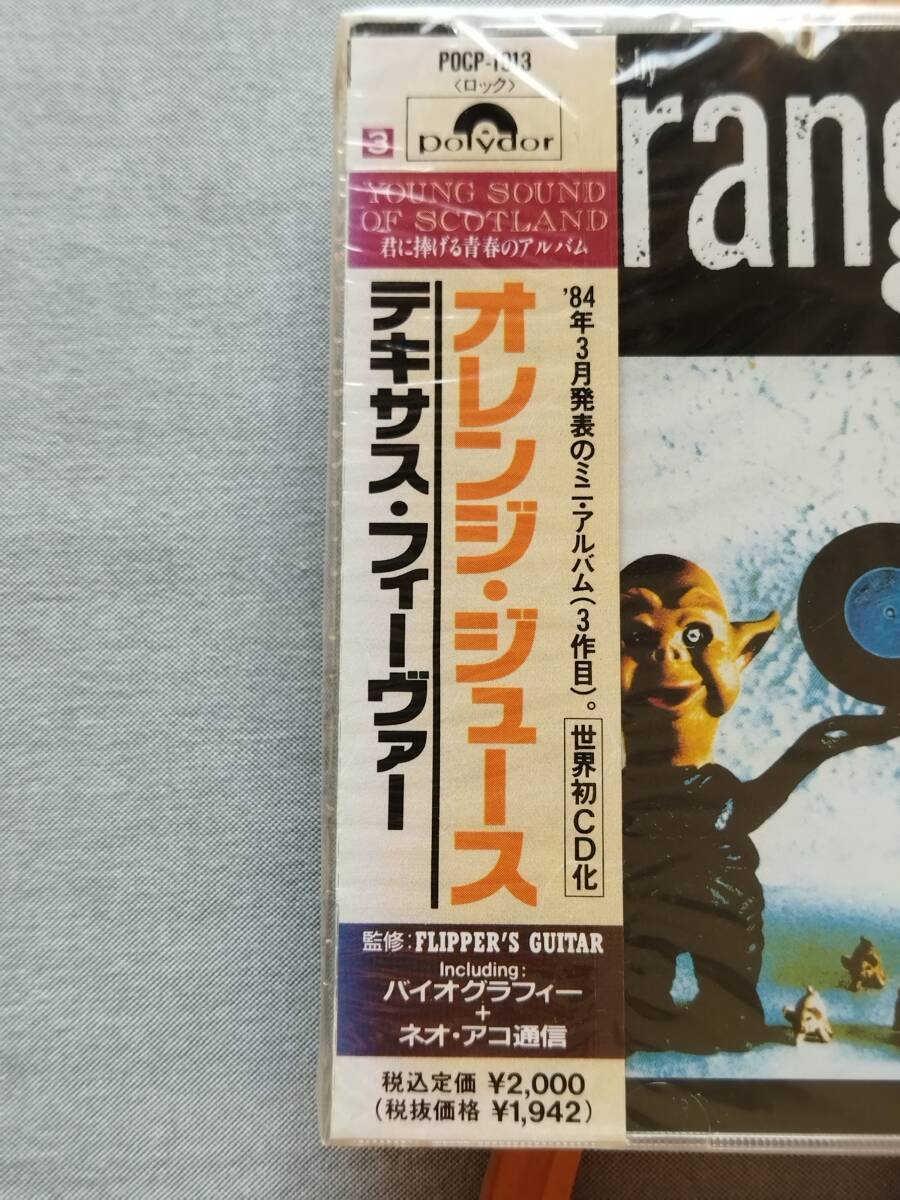 POCP-1913
〈ロック〉
3
polydor
YOUNG SOUND
OF SCOTLAND
君に捧げる青春のアルバム
'84年3月発表のミニ・アルバム(3作目)。世界初CD化
オレンジ・ジュース
テキサス・フィーヴァー
監修:FLIPPER'S GUITAR
Including:
バイオグラフィー
+
ネオ・アコ通信
税込定価 ¥2,000
(税抜価格 ¥1,942)
by
rang